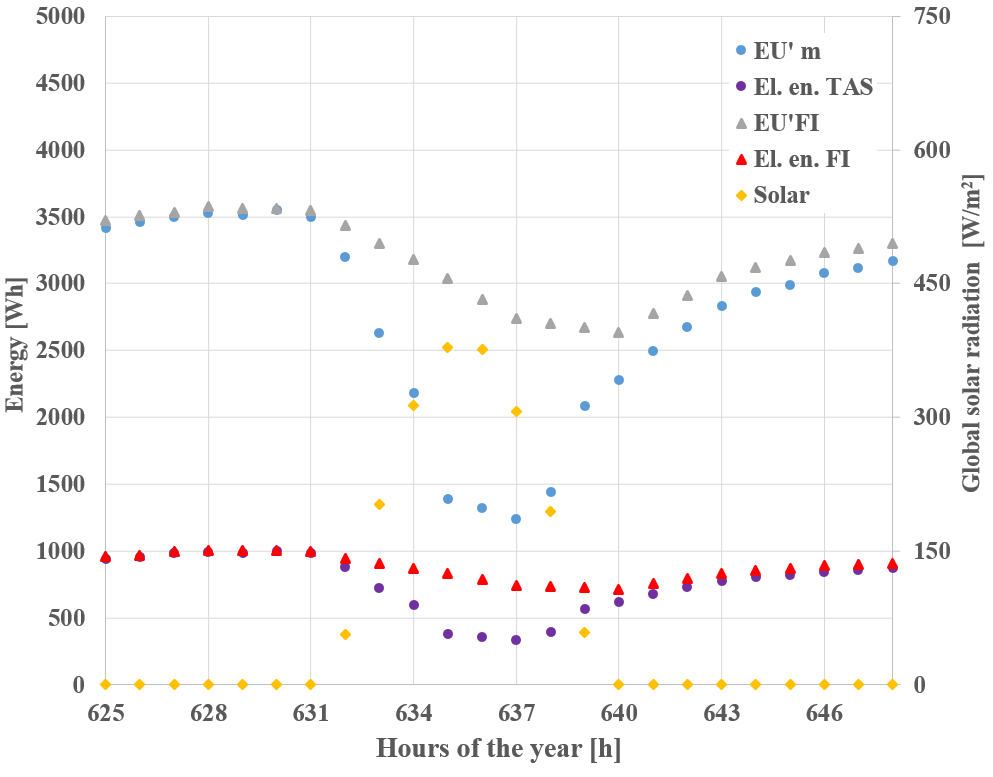 5000
4500
4000
3500
3000
2500
2000
1500
1000
500
0
Energy [Wh]
750
600
450
300
150
0
Global solar radiation [W/m²]
EU' m
El. en. TAS
EU'FI
El. en. FI
Solar
625 628 631 634 637 640 643 646
Hours of the year [h]